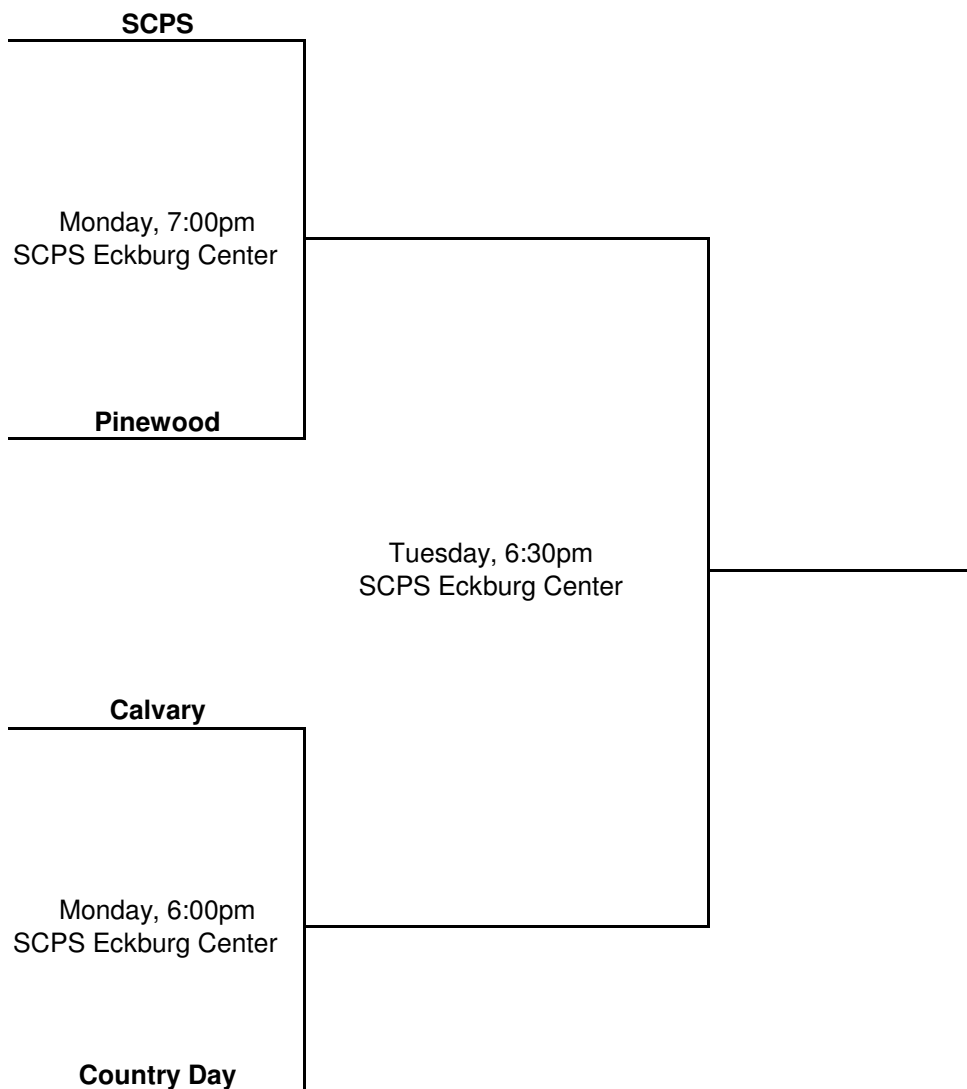 SCPS
Monday, 7:00pm
SCPS Eckburg Center
Pinewood
Tuesday, 6:30pm
SCPS Eckburg Center
Calvary
Monday, 6:00pm
SCPS Eckburg Center
Country Day